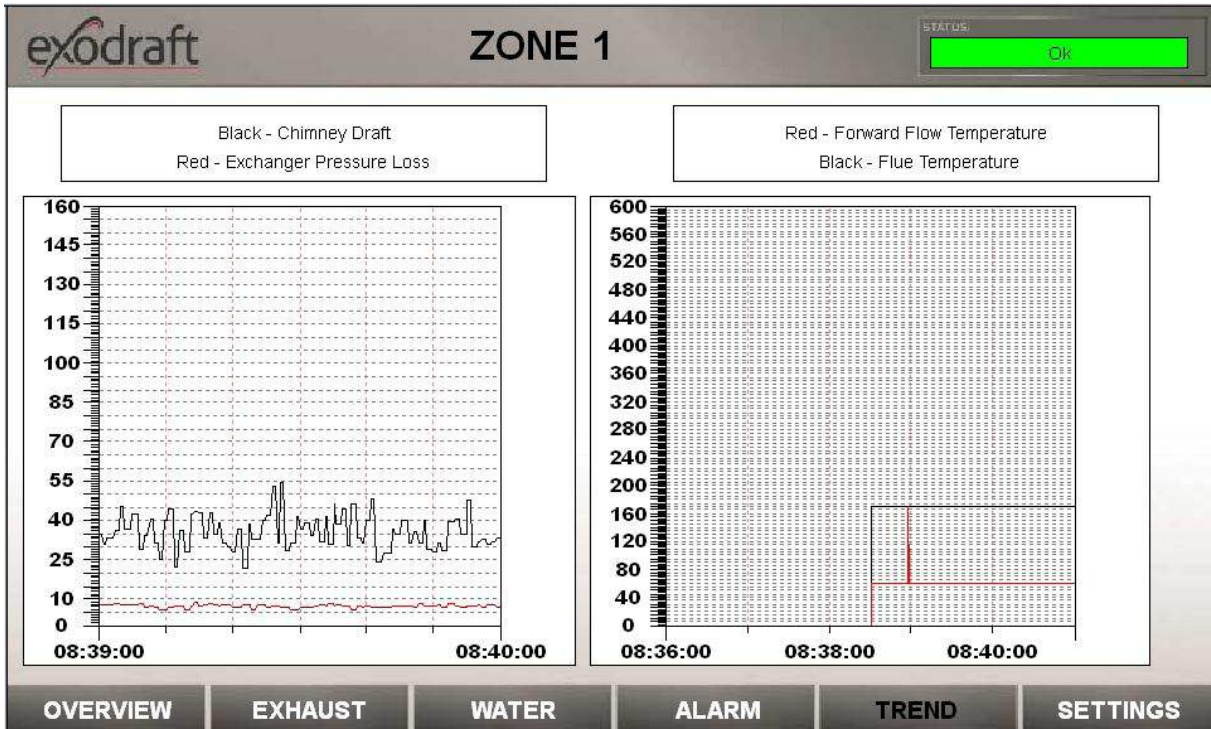 exodraft
ZONE 1
STATUS:
Ok
Black - Chimney Draft
Red - Exchanger Pressure Loss
Red - Forward Flow Temperature
Black - Flue Temperature
160
145
130
115
100
85
70
55
40
25
10
0
08:39:00 08:40:00
600
560
520
480
440
400
360
320
280
240
200
160
120
80
40
0
08:36:00 08:38:00 08:40:00
OVERVIEW EXHAUST WATER ALARM TREND SETTINGS